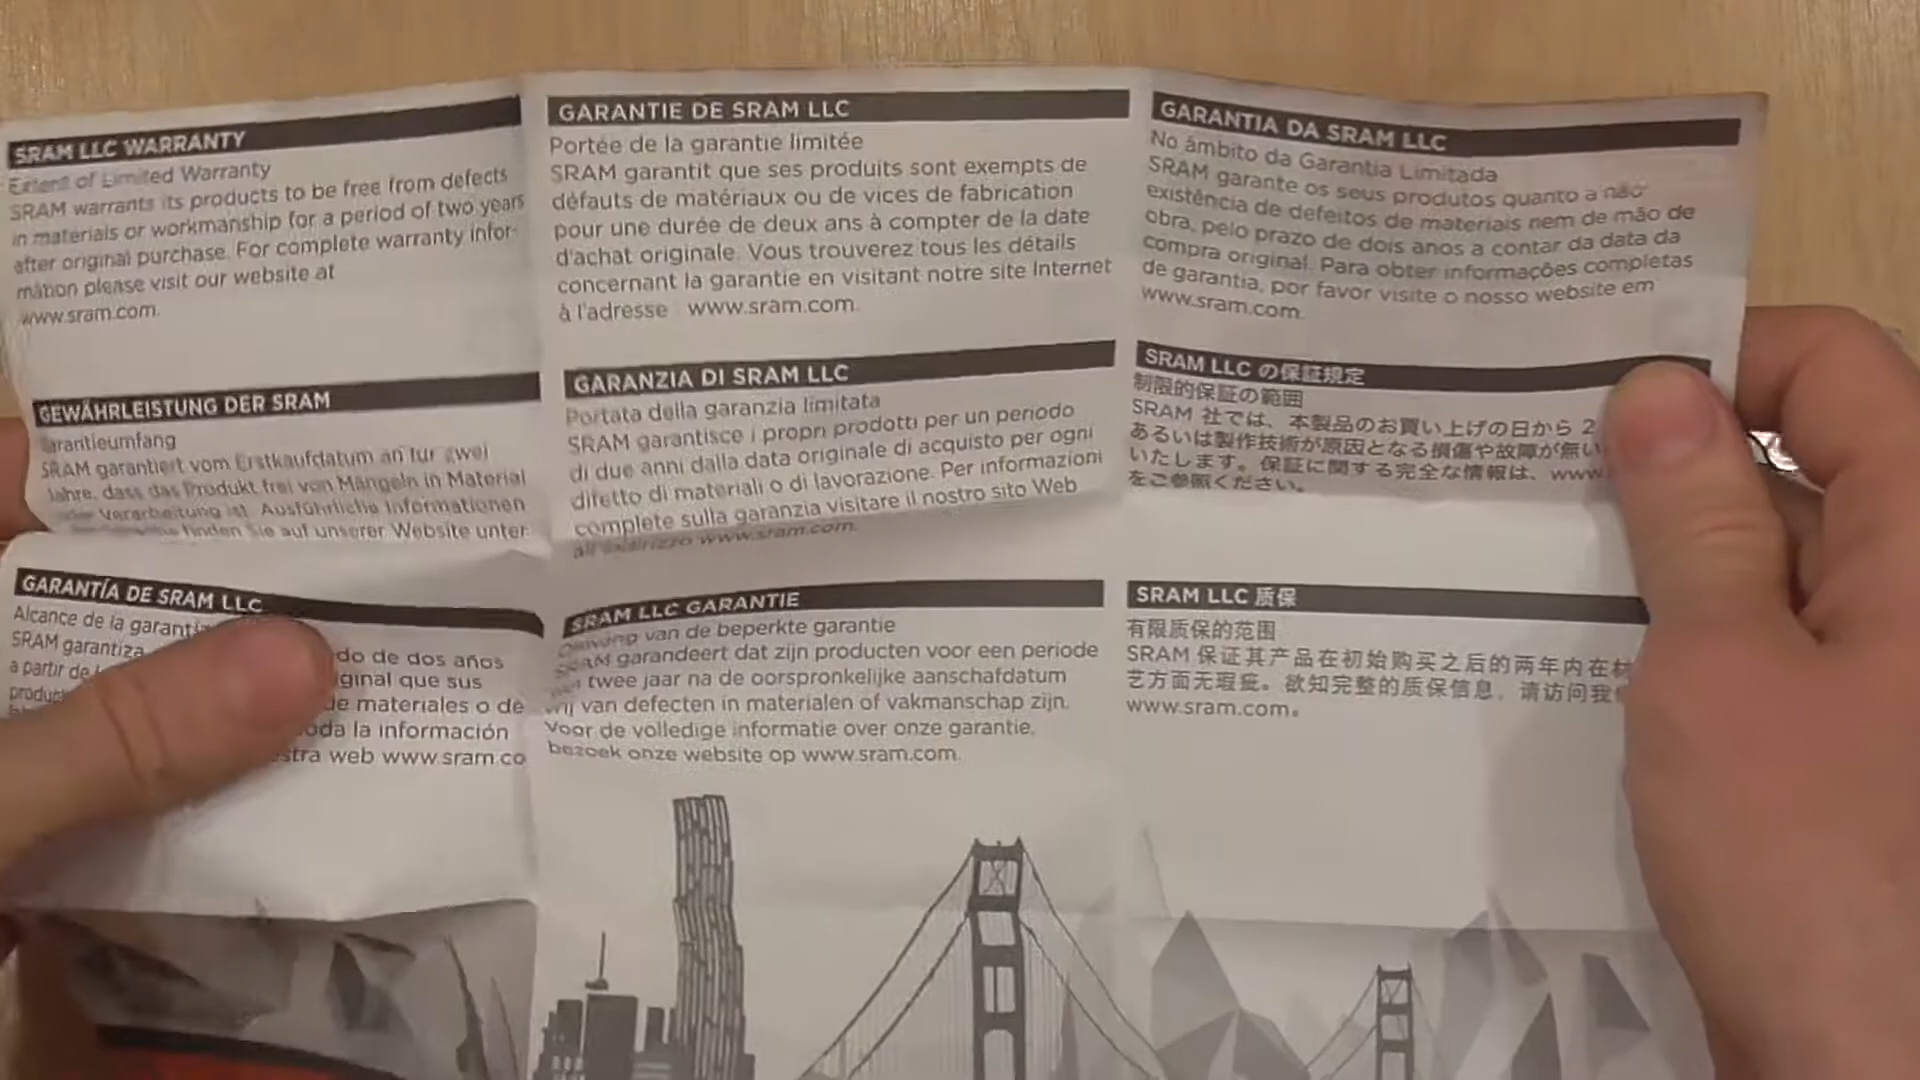 SRAM LLC WARRANTY
Extent of Limited Warranty
SRAM warrants its products to be free from defects
in materials or workmanship for a period of two years
after original purchase. For complete warranty infor-
mation please visit our website at
www.sram.com.
GEWÄHRLEISTUNG DER SRAM
Garantieumfang
SRAM garantiert vom Erstkaufdatum an für zwei
Jahre, dass das Produkt frei von Mängeln in Material
oder Verarbeitung ist. Ausführliche Informationen
finden Sie auf unserer Website unter
GARANTÍA DE SRAM LLC
Alcance de la garantía
SRAM garantiza do de dos años
a partir de ginal que sus
de materiales o de
oda la información
stra web www.sram.co
GARANTIE DE SRAM LLC
Portée de la garantie limitée
SRAM garantit que ses produits sont exempts de
défauts de matériaux ou de vices de fabrication
pour une durée de deux ans à compter de la date
d'achat originale. Vous trouverez tous les détails
concernant la garantie en visitant notre site Internet
à l'adresse www.sram.com.
GARANZIA DI SRAM LLC
Portata della garanzia limitata
SRAM garantisce i propri prodotti per un periodo
di due anni dalla data originale di acquisto per ogni
difetto di materiali o di lavorazione. Per informazioni
complete sulla garanzia visitare il nostro sito Web
all'indirizzo www.sram.com.
SRAM LLC GARANTIE
Omvang van de beperkte garantie
SRAM garandeert dat zijn producten voor een periode
van twee jaar na de oorspronkelijke aanschafdatum
vrij van defecten in materialen of vakmanschap zijn.
Voor de volledige informatie over onze garantie,
bezoek onze website op www.sram.com.
GARANTIA DA SRAM LLC
No âmbito da Garantia Limitada
SRAM garante os seus produtos quanto a não
existência de defeitos de materiais nem de mão de
obra, pelo prazo de dois anos a contar da data da
compra original. Para obter informações completas
de garantia, por favor visite o nosso website em
www.sram.com.
SRAM LLC の保証規定
制限的保証の範囲
SRAM 社では、本製品のお買い上げの日から 2
あるいは製作技術が原因となる損傷や故障が無い
いたします。保証に関する完全な情報は、www.
をご参照ください。
SRAM LLC 质保
有限质保的范围
SRAM 保证其产品在初始购买之后的两年内在材
艺方面无瑕疵。欲知完整的质保信息，请访问我
www.sram.com。